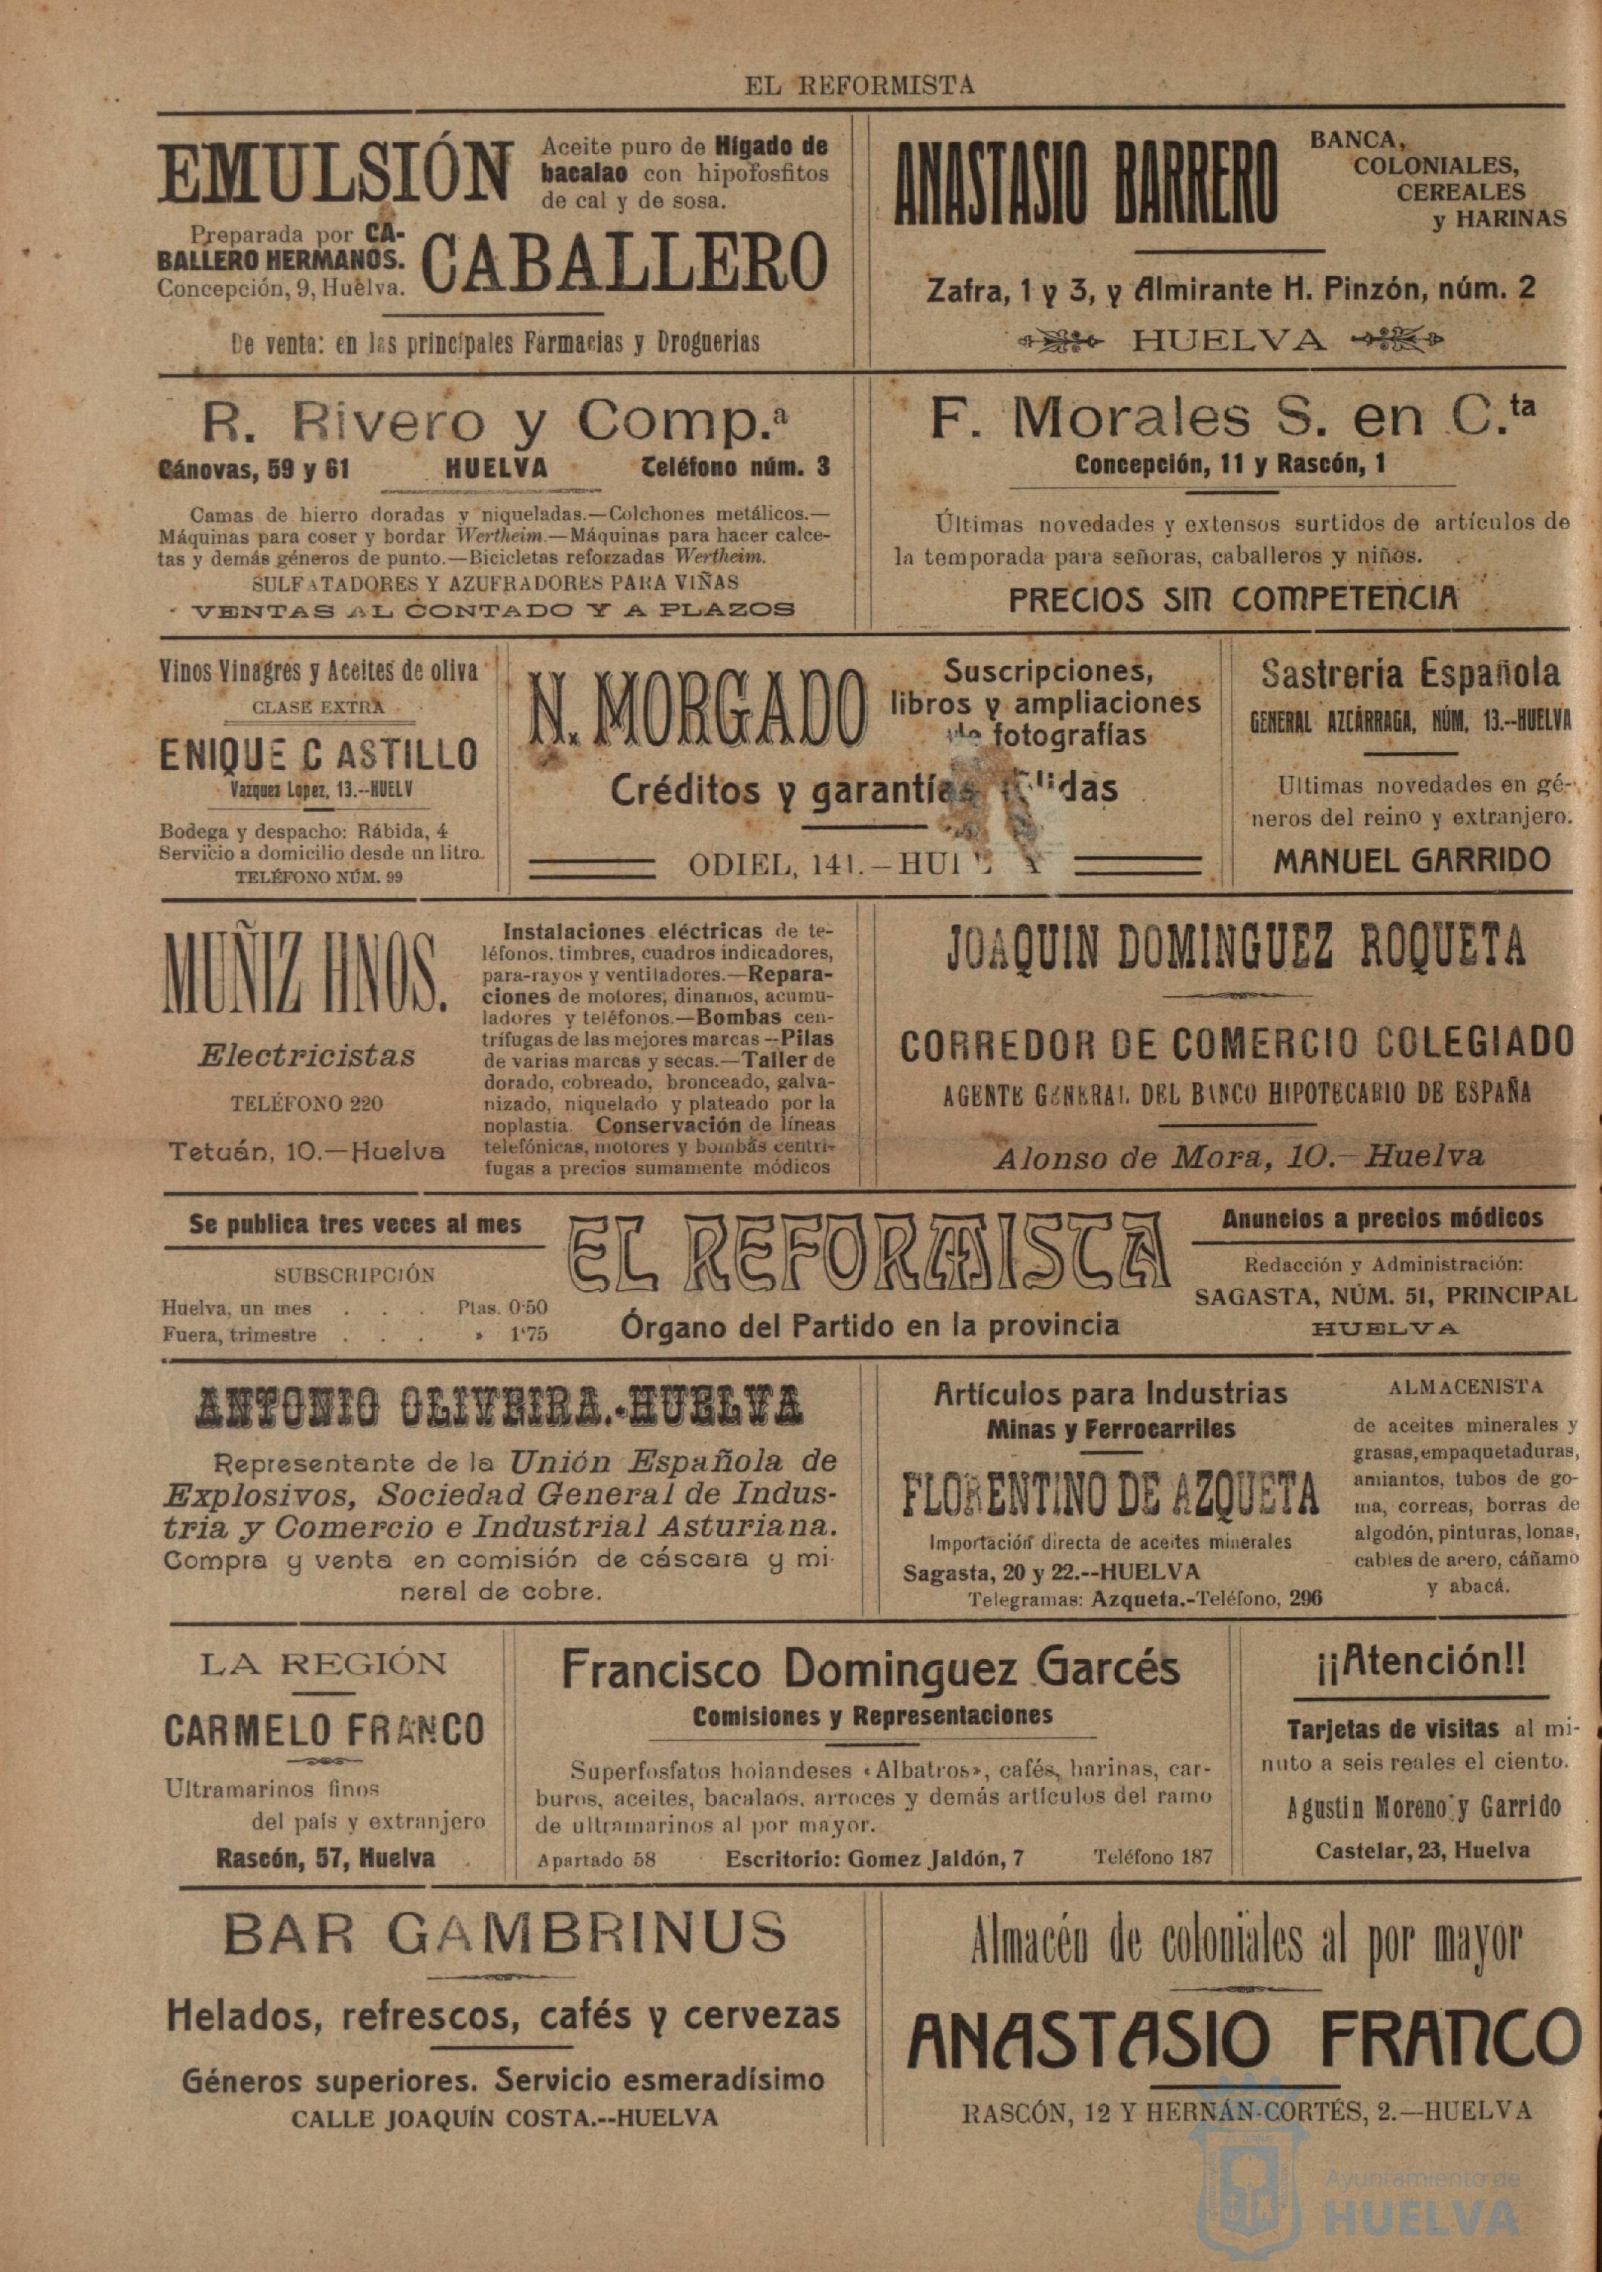 EL REFORMISTA
EMULSIÓN
Aceite puro de Hígado de
bacalao con hipofosfitos
de cal y de sosa.
Preparada por CA-
BALLERO HERMANOS.
Concepción, 9, Huelva.
CABALLERO
De venta: en las principales Farmacias y Droguerias
ANASTASIO BARRERO
BANCA,
COLONIALES,
CEREALES
y HARINAS
Zafra, 1 y 3, y Almirante H. Pinzón, núm. 2
HUELVA
R. Rivero y Comp.ª
Cánovas, 59 y 61 HUELVA Teléfono núm. 3
Camas de hierro doradas y niqueladas.—Colchones metálicos.—
Máquinas para coser y bordar Wertheim.—Máquinas para hacer calce-
tas y demás géneros de punto.—Bicicletas reforzadas Wertheim.
SULFATADORES Y AZUFRADORES PARA VIÑAS
VENTAS AL CONTADO Y A PLAZOS
F. Morales S. en C.ta
Concepción, 11 y Rascón, 1
Últimas novedades y extensos surtidos de artículos de
la temporada para señoras, caballeros y niños.
PRECIOS SIN COMPETENCIA
Vinos Vinagres y Aceites de oliva
CLASE EXTRA
ENIQUE CASTILLO
Vazquez Lopez, 13.--HUELV
Bodega y despacho: Rábida, 4
Servicio a domicilio desde un litro.
TELÉFONO NÚM. 99
N. MORGADO
Suscripciones,
libros y ampliaciones
de fotografías
Créditos y garantías
ODIEL, 141.—HUELVA
Sastrería Española
GENERAL AZCÁRRAGA, NÚM, 13.--HUELVA
Ultimas novedades en gé-
neros del reino y extranjero.
MANUEL GARRIDO
MUÑIZ HNOS.
Electricistas
TELÉFONO 220
Tetuán, 10.—Huelva
Instalaciones eléctricas de te-
léfonos, timbres, cuadros indicadores,
para-rayos y ventiladores.—Repara-
ciones de motores, dinamos, acumu-
ladores y teléfonos.—Bombas cen-
trífugas de las mejores marcas—Pilas
de varias marcas y secas.—Taller de
dorado, cobreado, bronceado, galva-
nizado, niquelado y plateado por la
noplastia. Conservación de líneas
telefónicas, motores y bombas centri-
fugas a precios sumamente módicos
JOAQUIN DOMINGUEZ ROQUETA
CORREDOR DE COMERCIO COLEGIADO
AGENTE GENERAL DEL BANCO HIPOTECARIO DE ESPAÑA
Alonso de Mora, 10.—Huelva
Se publica tres veces al mes
SUBSCRIPCIÓN
Huelva, un mes . . . Ptas. 0'50
Fuera, trimestre . . . » 1'75
EL REFORMISTA
Órgano del Partido en la provincia
Anuncios a precios módicos
Redacción y Administración:
SAGASTA, NÚM. 51, PRINCIPAL
HUELVA
ANTONIO OLIVEIRA.-HUELVA
Representante de la Unión Española de
Explosivos, Sociedad General de Indus-
tria y Comercio e Industrial Asturiana.
Compra y venta en comisión de cáscara y mi-
neral de cobre.
Artículos para Industrias
Minas y Ferrocarriles
FLORENTINO DE AZQUETA
Importación directa de aceites minerales
Sagasta, 20 y 22.--HUELVA
Telegramas: Azqueta.-Teléfono, 296
ALMACENISTA
de aceites minerales y
grasas, empaquetaduras,
amiantos, tubos de go-
ma, correas, borras de
algodón, pinturas, lonas,
cables de acero, cáñamo
y abacá.
LA REGIÓN
CARMELO FRANCO
Ultramarinos finos
del país y extranjero
Rascón, 57, Huelva
Francisco Dominguez Garcés
Comisiones y Representaciones
Superfosfatos holandeses «Albatros», cafés, harinas, car-
buros, aceites, bacalaos, arroces y demás artículos del ramo
de ultramarinos al por mayor.
Apartado 58 Escritorio: Gomez Jaldón, 7 Teléfono 187
¡¡Atención!!
Tarjetas de visitas al mi-
nuto a seis reales el ciento.
Agustin Moreno y Garrido
Castelar, 23, Huelva
BAR GAMBRINUS
Helados, refrescos, cafés y cervezas
Géneros superiores. Servicio esmeradísimo
CALLE JOAQUÍN COSTA.--HUELVA
Almacén de coloniales al por mayor
ANASTASIO FRANCO
RASCÓN, 12 Y HERNÁN-CORTÉS, 2.—HUELVA
Ayuntamiento de
HUELVA